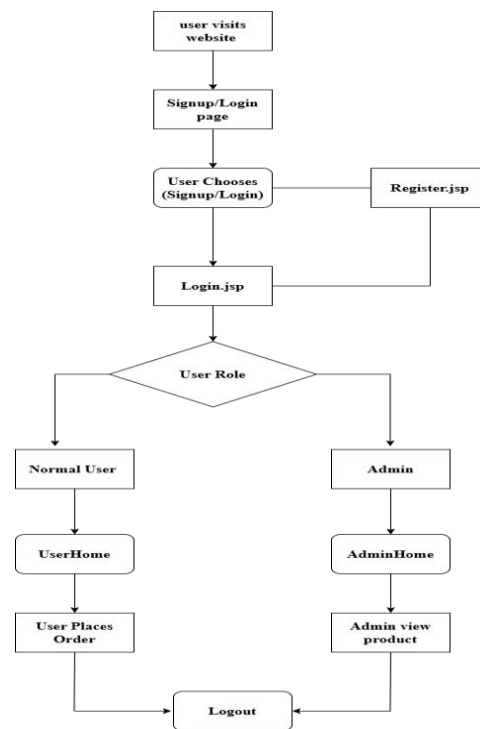 user visits
website
Signup/Login
page
User Chooses
(Signup/Login)
Register.jsp
Login.jsp
User Role
Normal User
Admin
UserHome
AdminHome
User Places
Order
Admin view
product
Logout